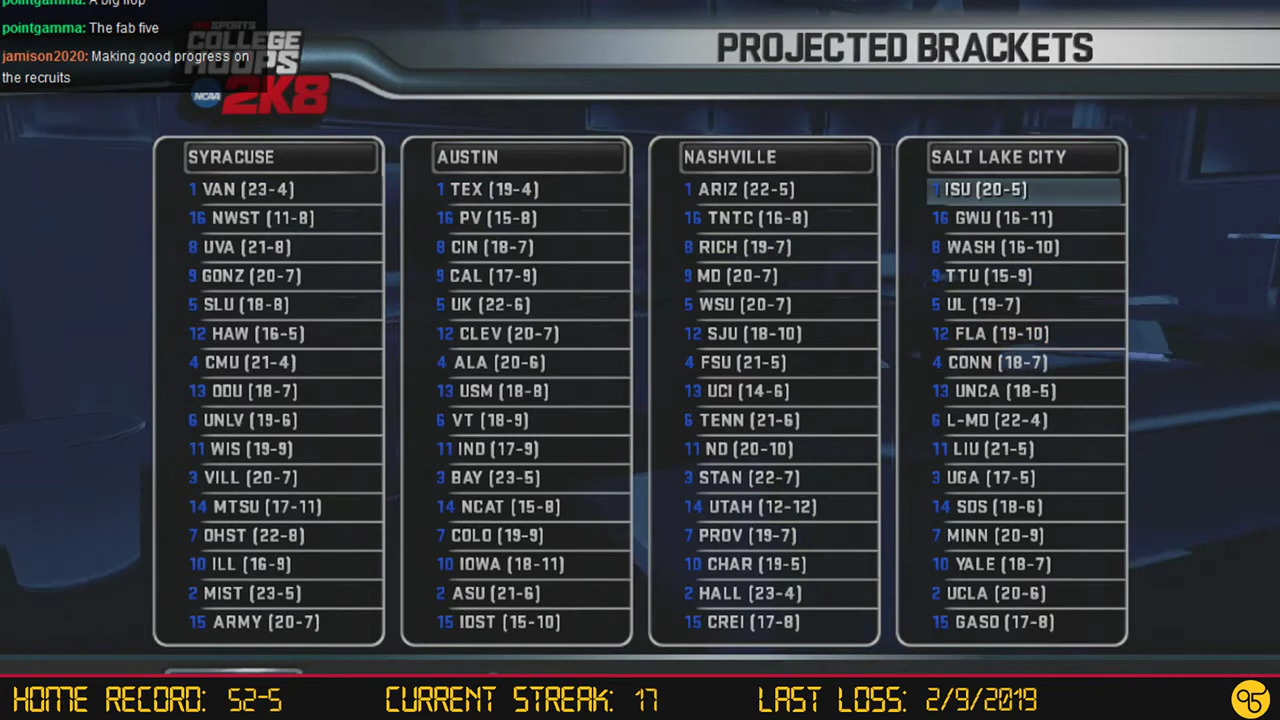 pointgamma: A big flop
pointgamma: The fab five
jamison2020: Making good progress on
the recruits
SPORTS
COLLEGE
HOOPS
NCAA 2K8
PROJECTED BRACKETS
SYRACUSE
1 VAN (23-4)
16 NWST (11-8)
8 UVA (21-8)
9 GONZ (20-7)
5 SLU (18-8)
12 HAW (16-5)
4 CMU (21-4)
13 ODU (18-7)
6 UNLV (19-6)
11 WIS (19-9)
3 VILL (20-7)
14 MTSU (17-11)
7 OHST (22-8)
10 ILL (16-9)
2 MIST (23-5)
15 ARMY (20-7)
AUSTIN
1 TEX (19-4)
16 PV (15-8)
8 CIN (18-7)
9 CAL (17-9)
5 UK (22-6)
12 CLEV (20-7)
4 ALA (20-6)
13 USM (18-8)
6 VT (18-9)
11 IND (17-9)
3 BAY (23-5)
14 NCAT (15-8)
7 COLO (19-9)
10 IOWA (18-11)
2 ASU (21-6)
15 IDST (15-10)
NASHVILLE
1 ARIZ (22-5)
16 TNTC (16-8)
8 RICH (19-7)
9 MD (20-7)
5 WSU (20-7)
12 SJU (18-10)
4 FSU (21-5)
13 UCI (14-6)
6 TENN (21-6)
11 ND (20-10)
3 STAN (22-7)
14 UTAH (12-12)
7 PROV (19-7)
10 CHAR (19-5)
2 HALL (23-4)
15 CREI (17-8)
SALT LAKE CITY
1 ISU (20-5)
16 GWU (16-11)
8 WASH (16-10)
9 TTU (15-9)
5 UL (19-7)
12 FLA (19-10)
4 CONN (18-7)
13 UNCA (18-5)
6 L-MD (22-4)
11 LIU (21-5)
3 UGA (17-5)
14 SDS (18-6)
7 MINN (20-9)
10 YALE (18-7)
2 UCLA (20-6)
15 GASO (17-8)
HOME RECORD: 52-5
CURRENT STREAK: 17
LAST LOSS: 2/9/2019
95